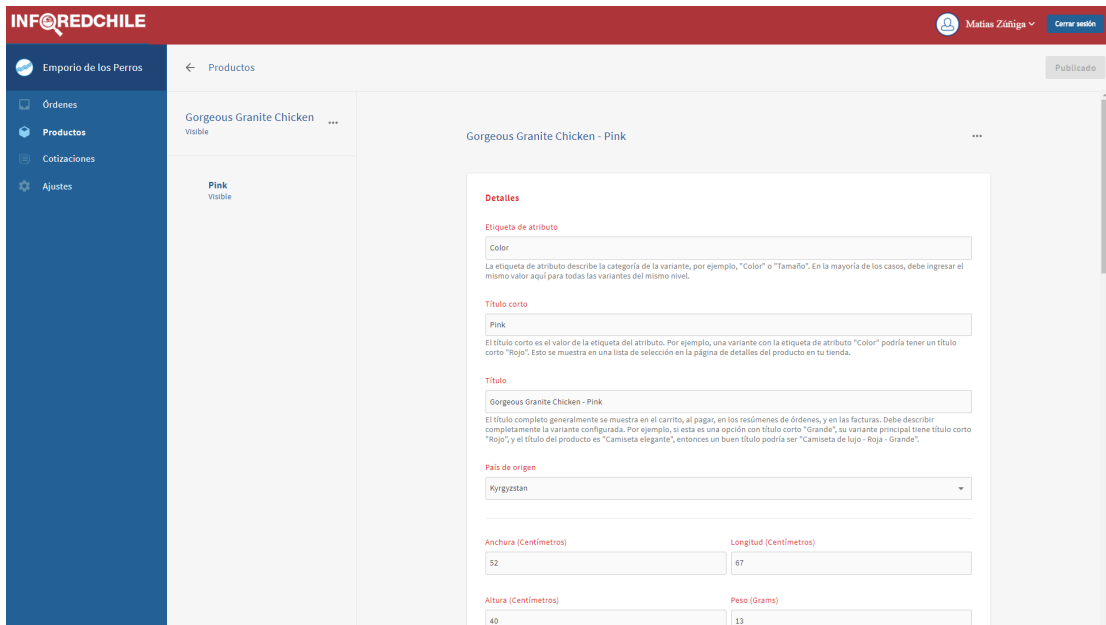 INFOREDCHILE
Matias Zúñiga
Cerrar sesión
Emporio de los Perros
Productos
Publicado
Órdenes
Productos
Cotizaciones
Ajustes
Gorgeous Granite Chicken
Visible
Pink
Visible
Gorgeous Granite Chicken - Pink
Detalles
Etiqueta de atributo
Color
La etiqueta de atributo describe la categoría de la variante, por ejemplo, "Color" o "Tamaño". En la mayoría de los casos, debe ingresar el
mismo valor aquí para todas las variantes del mismo nivel.
Título corto
Pink
El título corto es el valor de la etiqueta del atributo. Por ejemplo, una variante con la etiqueta de atributo "Color" podría tener un título
corto "Rojo". Esto se muestra en una lista de selección en la página de detalles del producto en tu tienda.
Título
Gorgeous Granite Chicken - Pink
El título completo generalmente se muestra en el carrito, al pagar, en los resúmenes de órdenes, y en las facturas. Debe describir
completamente la variante configurada. Por ejemplo, si esta es una opción con título corto "Grande", su variante principal tiene título corto
"Rojo", y el título del producto es "Camiseta elegante", entonces un buen título podría ser "Camiseta de lujo - Roja - Grande".
País de origen
Kyrgyzstan
Anchura (Centímetros)
Longitud (Centímetros)
52
67
Altura (Centímetros)
Peso (Grams)
40
13